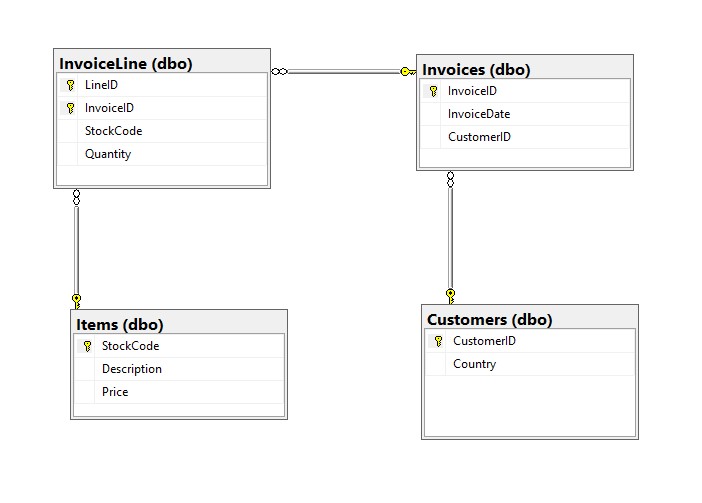 InvoiceLine (dbo)
LineID
InvoiceID
StockCode
Quantity
Invoices (dbo)
InvoiceID
InvoiceDate
CustomerID
Items (dbo)
StockCode
Description
Price
Customers (dbo)
CustomerID
Country